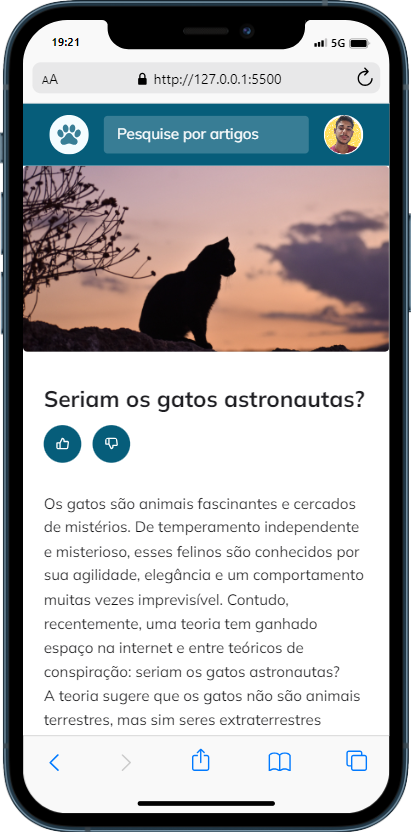 19:21
5G
AA
http://127.0.0.1:5500
Pesquise por artigos
Seriam os gatos astronautas?
Os gatos são animais fascinantes e cercados
de mistérios. De temperamento independente
e misterioso, esses felinos são conhecidos por
sua agilidade, elegância e um comportamento
muitas vezes imprevisível. Contudo,
recentemente, uma teoria tem ganhado
espaço na internet e entre teóricos de
conspiração: seriam os gatos astronautas?
A teoria sugere que os gatos não são animais
terrestres, mas sim seres extraterrestres